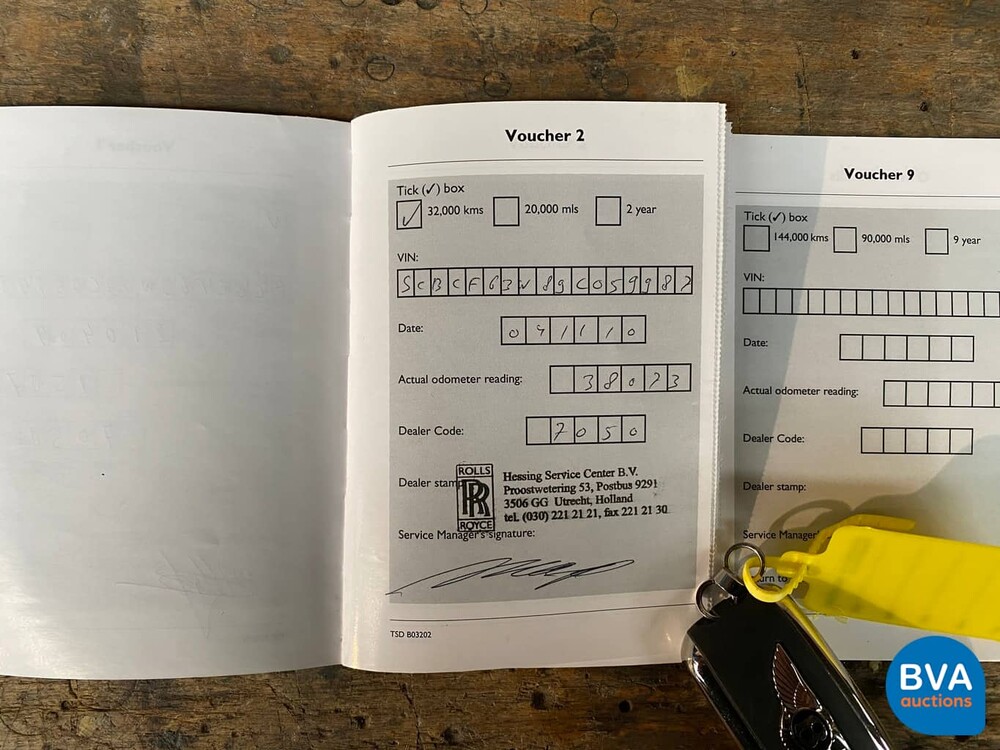 Voucher 2
Tick (✓) box
✓ 32,000 kms 20,000 mls 2 year
VIN:
SCBCF63W89C059987
Date: 041110
Actual odometer reading: 38073
Dealer Code: 7050
Dealer stamp
ROLLS
RR
ROYCE
Hessing Service Center B.V.
Proostwetering 53, Postbus 9291
3506 GG Utrecht, Holland
tel. (030) 221 21 21, fax 221 21 30
Service Manager's signature:
TSD B03202
Voucher 9
Tick (✓) box
144,000 kms 90,000 mls 9 year
VIN:
Date:
Actual odometer reading:
Dealer Code:
Dealer stamp:
Service Manager
BVA
auctions